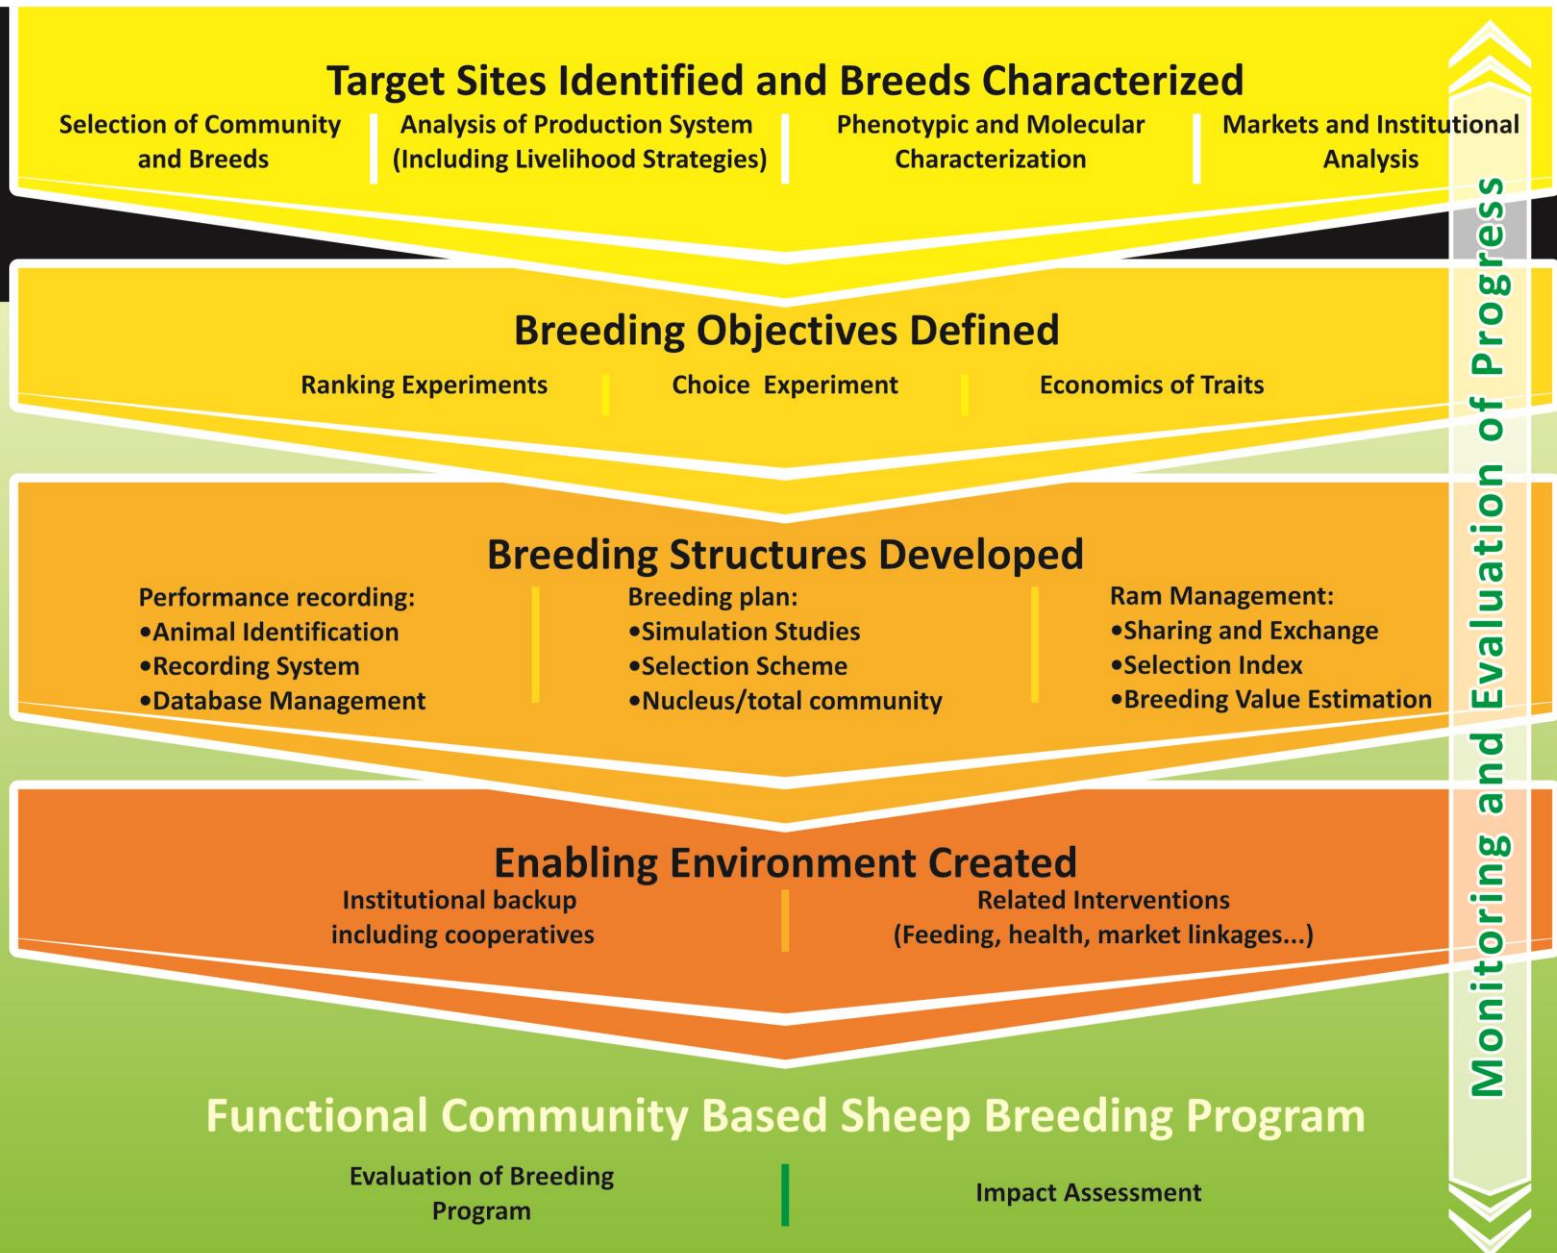 Target Sites Identified and Breeds Characterized
Selection of Community
and Breeds
Analysis of Production System
(Including Livelihood Strategies)
Phenotypic and Molecular
Characterization
Markets and Institutional
Analysis
Breeding Objectives Defined
Ranking Experiments
Choice Experiment
Economics of Traits
Breeding Structures Developed
Performance recording:
•Animal Identification
•Recording System
•Database Management
Breeding plan:
•Simulation Studies
•Selection Scheme
•Nucleus/total community
Ram Management:
•Sharing and Exchange
•Selection Index
•Breeding Value Estimation
Enabling Environment Created
Institutional backup
including cooperatives
Related Interventions
(Feeding, health, market linkages...)
Functional Community Based Sheep Breeding Program
Evaluation of Breeding
Program
Impact Assessment
Monitoring and Evaluation of Progress